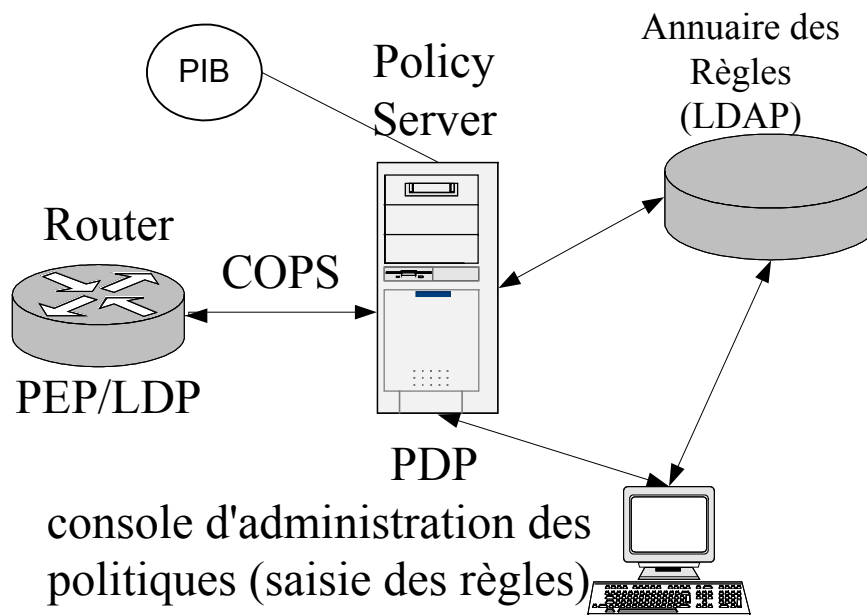 PIB
Policy
Server
Annuaire des
Règles
(LDAP)
Router
COPS
PEP/LDP
PDP
console d'administration des
politiques (saisie des règles)